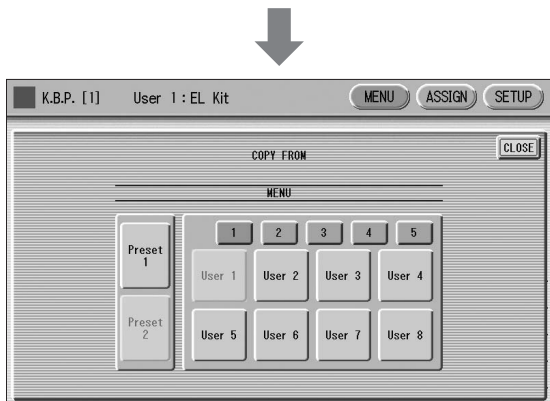 K.B.P. [1] User 1 : EL Kit MENU ASSIGN SETUP
COPY FROM CLOSE
MENU
1 2 3 4 5
Preset 1
User 1 User 2 User 3 User 4
Preset 2
User 5 User 6 User 7 User 8